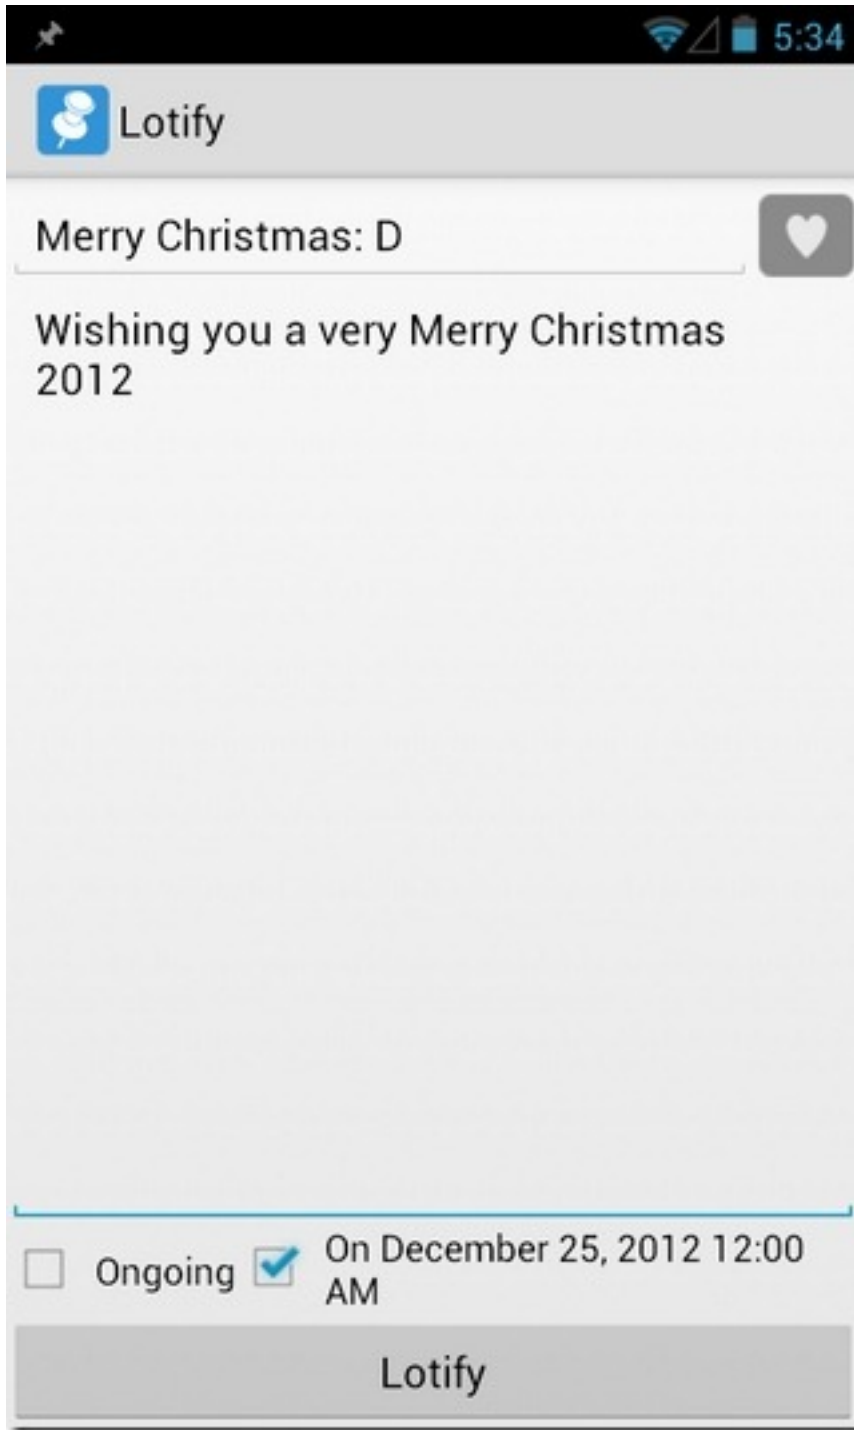 5:34
Lotify
Merry Christmas: D
Wishing you a very Merry Christmas
2012
Ongoing
On December 25, 2012 12:00
AM
Lotify